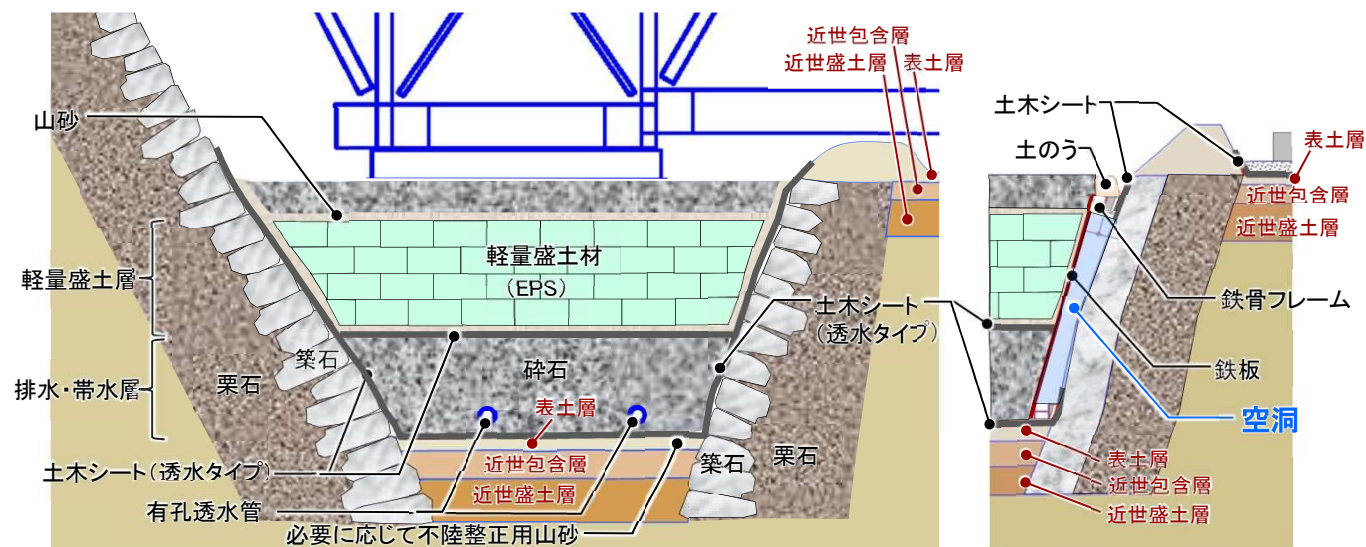 近世包含層
近世盛土層
表土層
山砂
軽量盛土材
(EPS)
軽量盛土層
土木シート
(透水タイプ)
築石
砕石
栗石
排水・帯水層
表土層
土木シート(透水タイプ)
近世包含層
築石
栗石
近世盛土層
有孔透水管
必要に応じて不陸整正用山砂
土木シート
土のう
表土層
近世包含層
近世盛土層
鉄骨フレーム
鉄板
空洞
表土層
近世包含層
近世盛土層